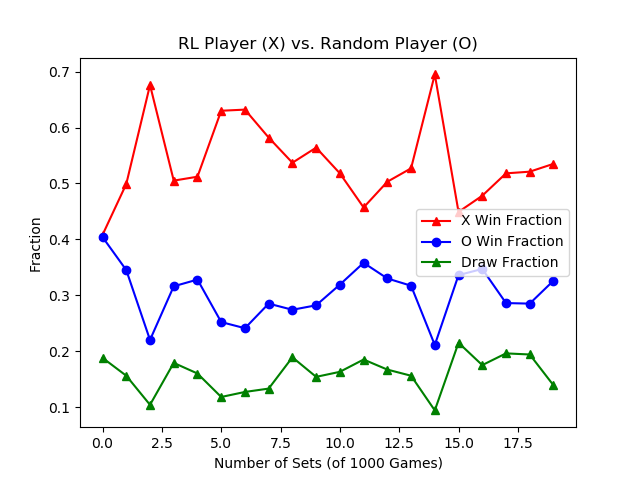 RL Player (X) vs. Random Player (O)
0.7
0.6
0.5
0.4
0.3
0.2
0.1
Fraction
X Win Fraction
O Win Fraction
Draw Fraction
0.0 2.5 5.0 7.5 10.0 12.5 15.0 17.5
Number of Sets (of 1000 Games)